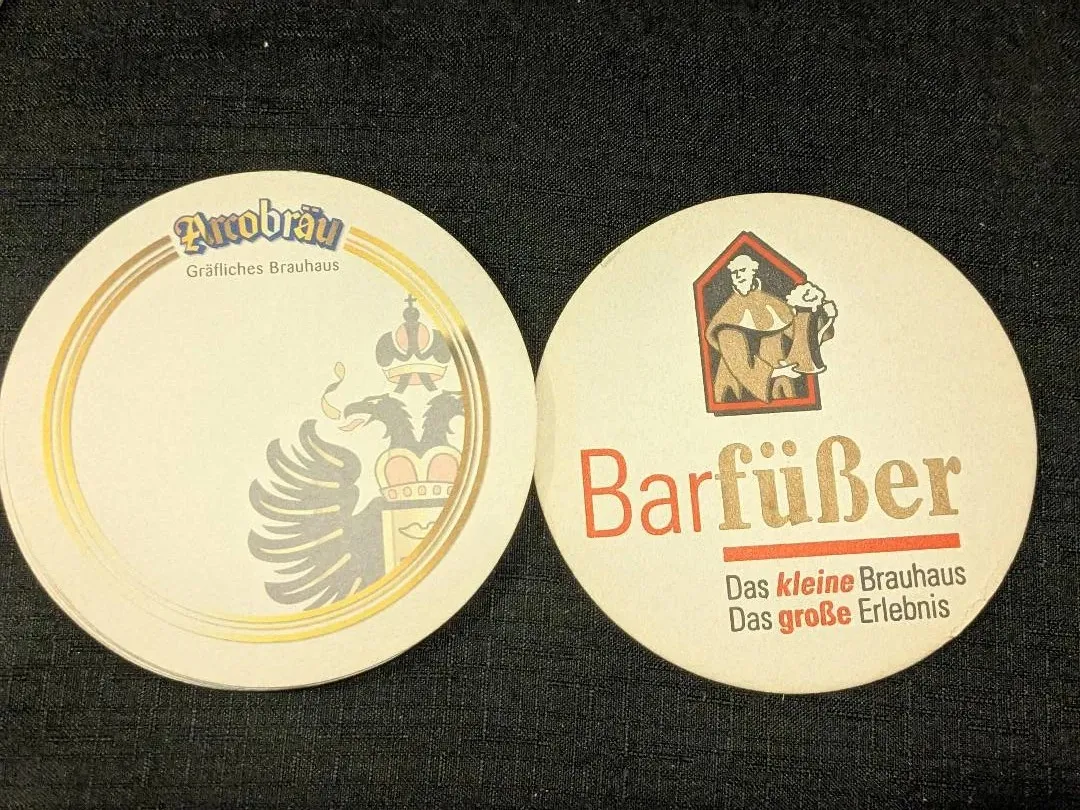 Arcobräu
Gräfliches Brauhaus
Barfüßer
Das kleine Brauhaus
Das große Erlebnis